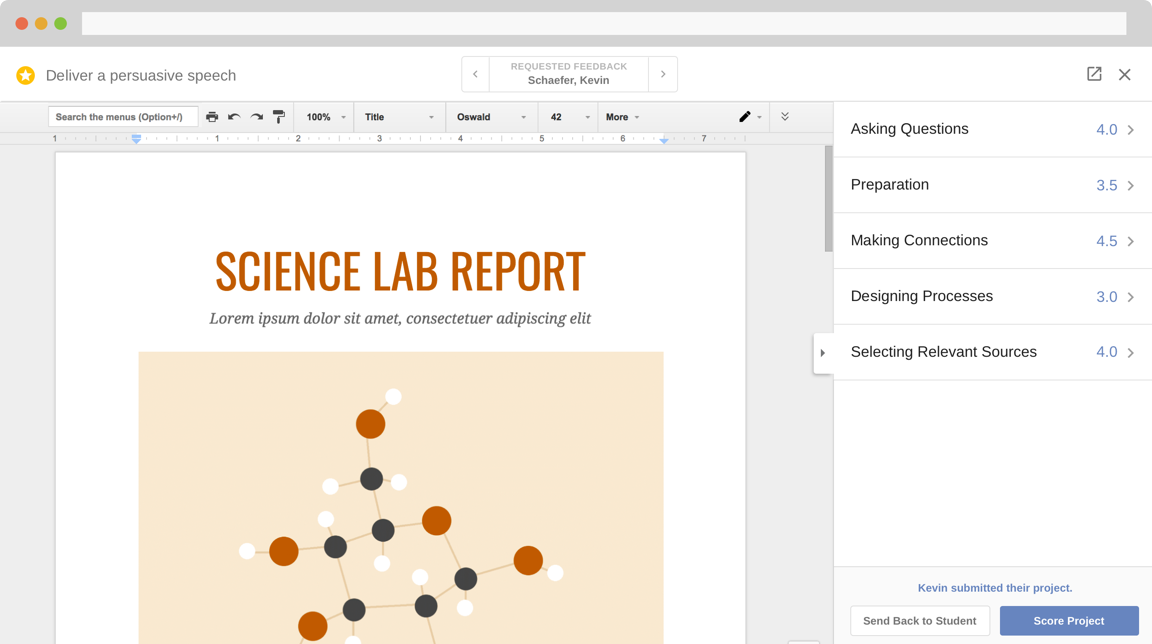 Deliver a persuasive speech
REQUESTED FEEDBACK
Schaefer, Kevin
Search the menus (Option+/)
100%
Title
Oswald
42
More
1 1 2 3 4 5 6 7
SCIENCE LAB REPORT
Lorem ipsum dolor sit amet, consectetuer adipiscing elit
Asking Questions 4.0
Preparation 3.5
Making Connections 4.5
Designing Processes 3.0
Selecting Relevant Sources 4.0
Kevin submitted their project.
Send Back to Student
Score Project